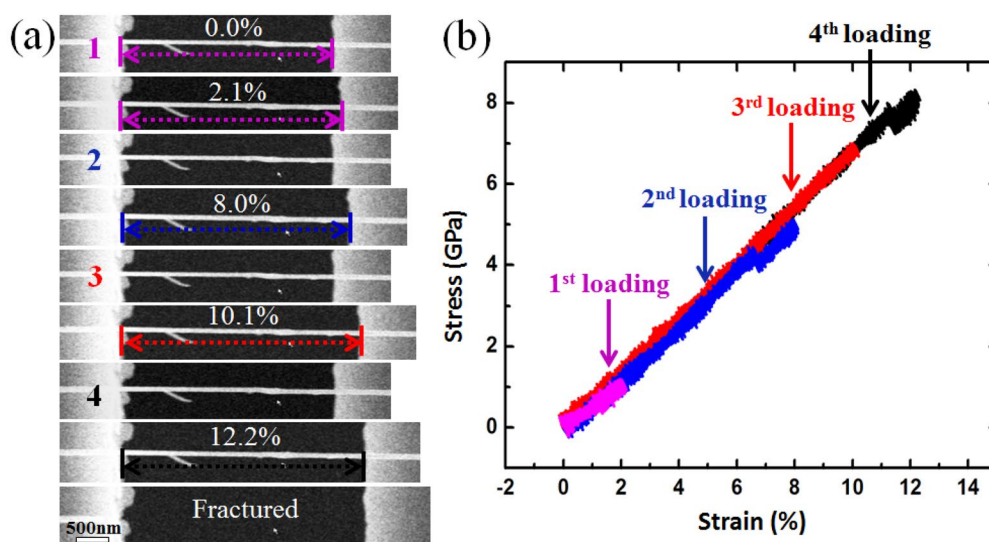 (a)
0.0%
1
2.1%
2
8.0%
3
10.1%
4
12.2%
Fractured
500nm
(b)
4th loading
3rd loading
2nd loading
1st loading
8
6
4
2
0
-2 0 2 4 6 8 10 12 14
Stress (GPa)
Strain (%)